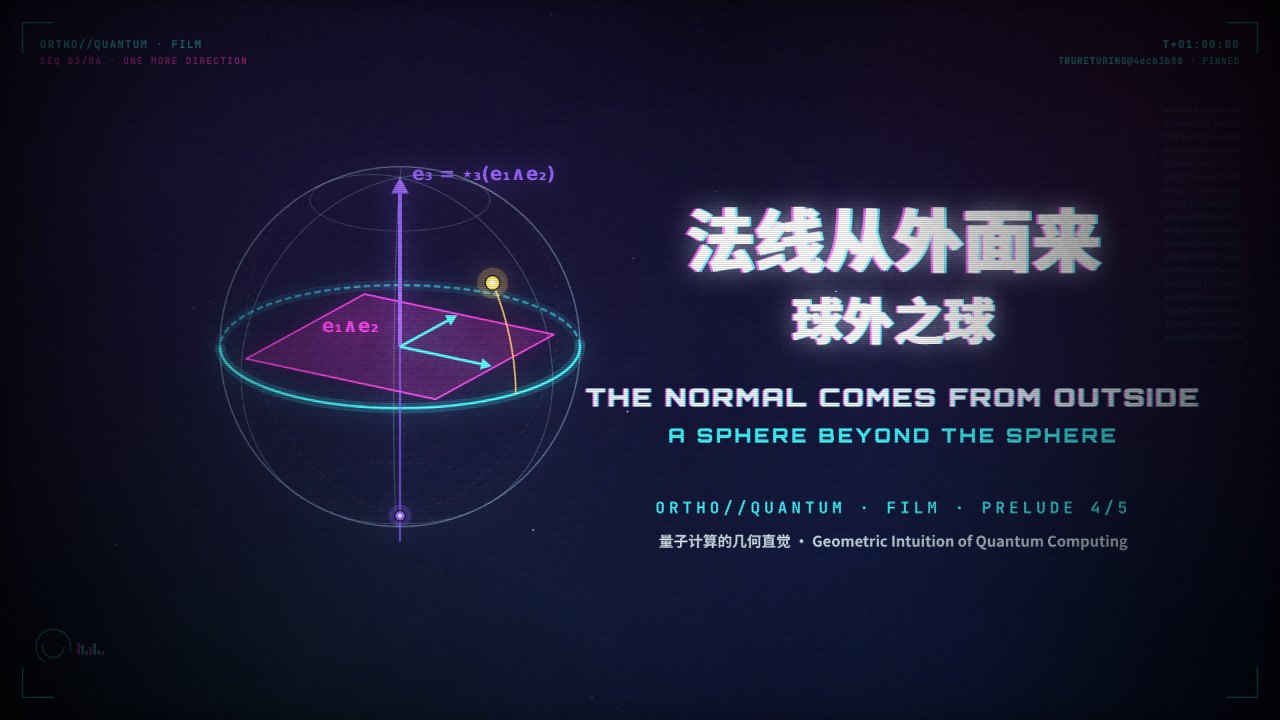 ORTHO//QUANTUM · FILM
SEQ 03/06 · ONE MORE DIRECTION
T+01:00:00
TRURETURING@4ecb3b08 · PINNED
e₃ = ⋆₃(e₁∧e₂)
e₁∧e₂
法线从外面来
球外之球
THE NORMAL COMES FROM OUTSIDE
A SPHERE BEYOND THE SPHERE
ORTHO//QUANTUM · FILM · PRELUDE 4/5
量子计算的几何直觉 · Geometric Intuition of Quantum Computing